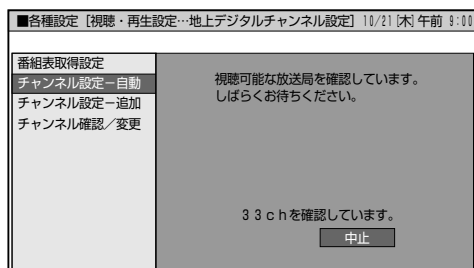 ■各種設定［視聴・再生設定…地上デジタルチャンネル設定］ 10/21［木］午前 9:00
番組表取得設定
チャンネル設定－自動
チャンネル設定－追加
チャンネル確認／変更
視聴可能な放送局を確認しています。
しばらくお待ちください。
３３ｃｈを確認しています。
中止